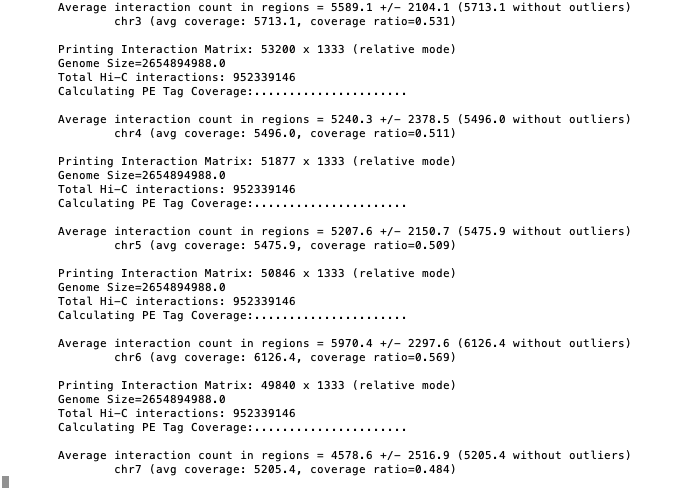 Average interaction count in regions = 5589.1 +/- 2104.1 (5713.1 without outliers)
chr3 (avg coverage: 5713.1, coverage ratio=0.531)
Printing Interaction Matrix: 53200 x 1333 (relative mode)
Genome Size=2654894988.0
Total Hi-C interactions: 952339146
Calculating PE Tag Coverage:......................
Average interaction count in regions = 5240.3 +/- 2378.5 (5496.0 without outliers)
chr4 (avg coverage: 5496.0, coverage ratio=0.511)
Printing Interaction Matrix: 51877 x 1333 (relative mode)
Genome Size=2654894988.0
Total Hi-C interactions: 952339146
Calculating PE Tag Coverage:......................
Average interaction count in regions = 5207.6 +/- 2150.7 (5475.9 without outliers)
chr5 (avg coverage: 5475.9, coverage ratio=0.509)
Printing Interaction Matrix: 50846 x 1333 (relative mode)
Genome Size=2654894988.0
Total Hi-C interactions: 952339146
Calculating PE Tag Coverage:......................
Average interaction count in regions = 5970.4 +/- 2297.6 (6126.4 without outliers)
chr6 (avg coverage: 6126.4, coverage ratio=0.569)
Printing Interaction Matrix: 49840 x 1333 (relative mode)
Genome Size=2654894988.0
Total Hi-C interactions: 952339146
Calculating PE Tag Coverage:......................
Average interaction count in regions = 4578.6 +/- 2516.9 (5205.4 without outliers)
chr7 (avg coverage: 5205.4, coverage ratio=0.484)